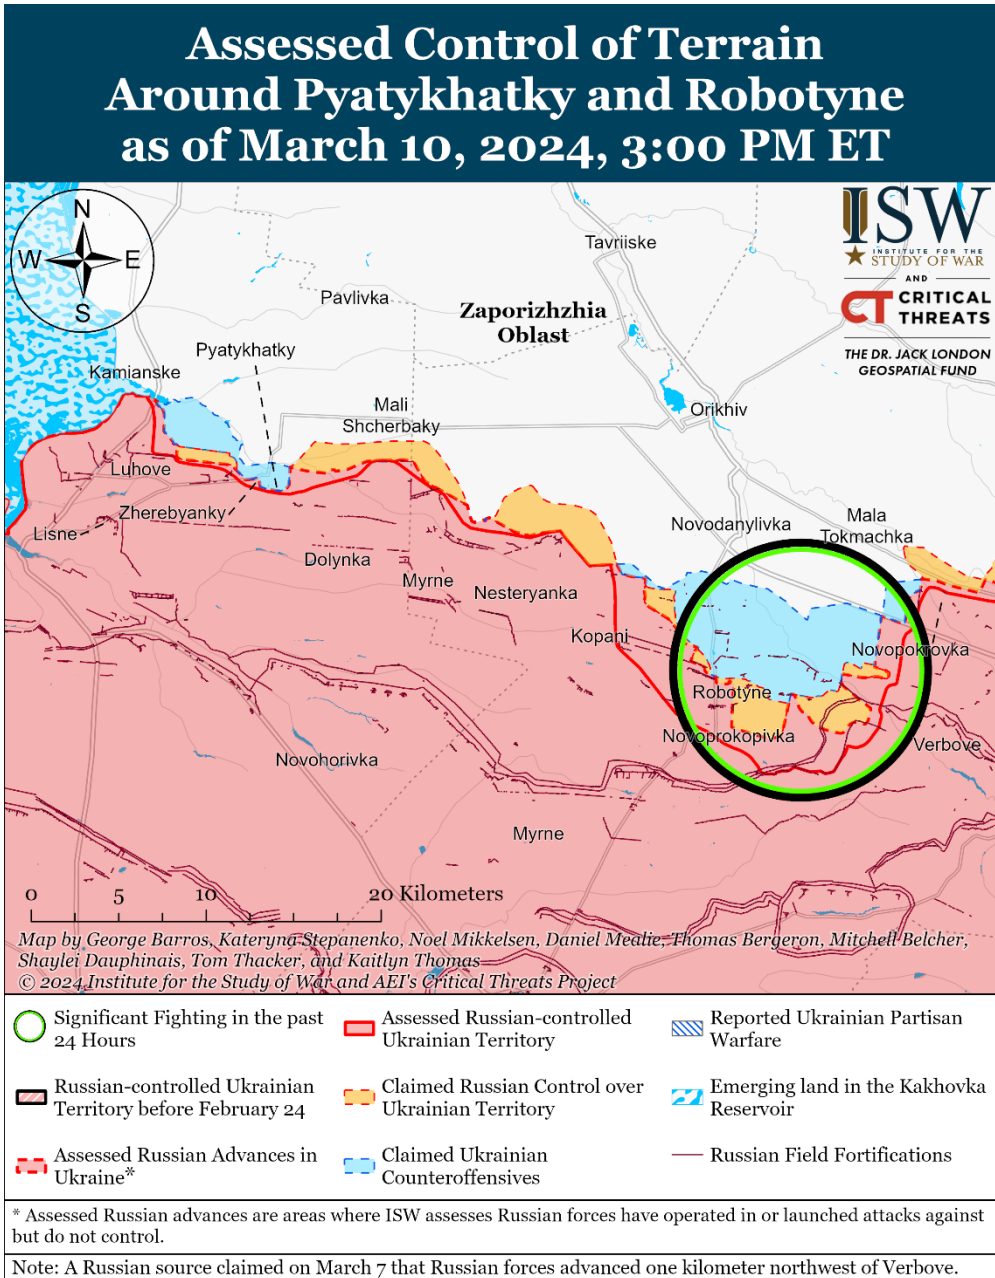 Assessed Control of Terrain
Around Pyatykhatky and Robotyne
as of March 10, 2024, 3:00 PM ET
N
W
E
S
ISW
INSTITUTE FOR THE
STUDY OF WAR
AND
CT CRITICAL
THREATS
THE DR. JACK LONDON
GEOSPATIAL FUND
Tavriiske
Pavlivka
Zaporizhzhia
Oblast
Pyatykhatky
Kamianske
Mali
Shcherbaky
Orikhiv
Luhove
Zherebyanky
Lisne
Novodanylivka
Mala
Tokmachka
Dolynka
Myrne
Nesteryanka
Kopani
Novopokrovka
Robotyne
Novoprokopivka
Verbove
Novohorivka
Myrne
0 5 10 20 Kilometers
Map by George Barros, Kateryna Stepanenko, Noel Mikkelsen, Daniel Mealie, Thomas Bergeron, Mitchell Belcher,
Shaylei Dauphinais, Tom Thacker, and Kaitlyn Thomas
© 2024 Institute for the Study of War and AEI's Critical Threats Project
Significant Fighting in the past
24 Hours
Assessed Russian-controlled
Ukrainian Territory
Reported Ukrainian Partisan
Warfare
Russian-controlled Ukrainian
Territory before February 24
Claimed Russian Control over
Ukrainian Territory
Emerging land in the Kakhovka
Reservoir
Assessed Russian Advances in
Ukraine*
Claimed Ukrainian
Counteroffensives
Russian Field Fortifications
* Assessed Russian advances are areas where ISW assesses Russian forces have operated in or launched attacks against
but do not control.
Note: A Russian source claimed on March 7 that Russian forces advanced one kilometer northwest of Verbove.